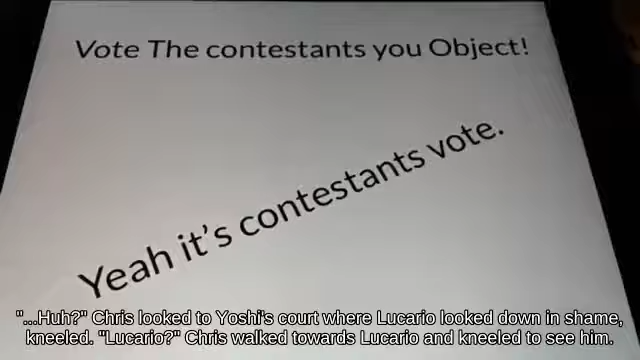 Vote The contestants you Object!
Yeah it's contestants vote.
"...Huh?" Chris looked to Yoshi's court where Lucario looked down in shame,
kneeled. "Lucario?" Chris walked towards Lucario and kneeled to see him.